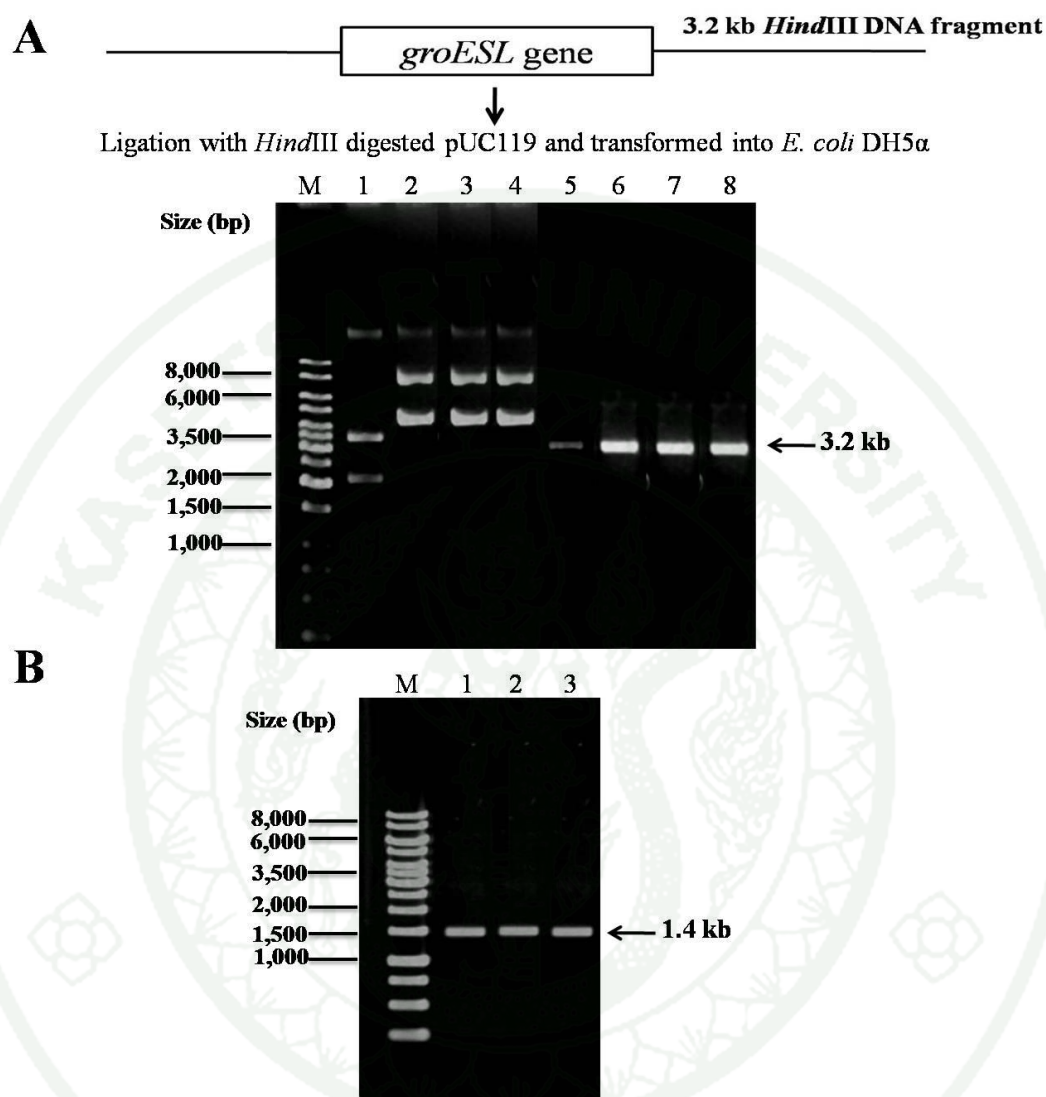 A
3.2 kb HindIII DNA fragment
groESL gene
Ligation with HindIII digested pUC119 and transformed into E. coli DH5α
M 1 2 3 4 5 6 7 8
Size (bp)
8,000
6,000
3,500
3.2 kb
2,000
1,500
1,000
KASETSART UNIVERSITY
B
M 1 2 3
Size (bp)
8,000
6,000
3,500
2,000
1,500
1.4 kb
1,000